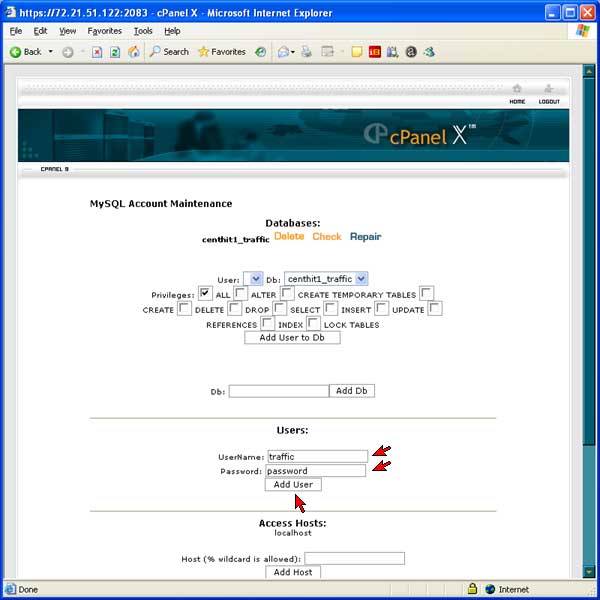 https://72.21.51.122:2083 - cPanel X - Microsoft Internet Explorer
File Edit View Favorites Tools Help
Back Search Favorites
HOME LOGOUT
cPanel X™
CPANEL 9
MySQL Account Maintenance
Databases:
centhit1_traffic Delete Check Repair
User: Db: centhit1_traffic
Privileges: ALL ALTER CREATE TEMPORARY TABLES
CREATE DELETE DROP SELECT INSERT UPDATE
REFERENCES INDEX LOCK TABLES
Add User to Db
Db: Add Db
Users:
UserName: traffic
Password: password
Add User
Access Hosts:
localhost
Host (% wildcard is allowed):
Add Host
Done Internet